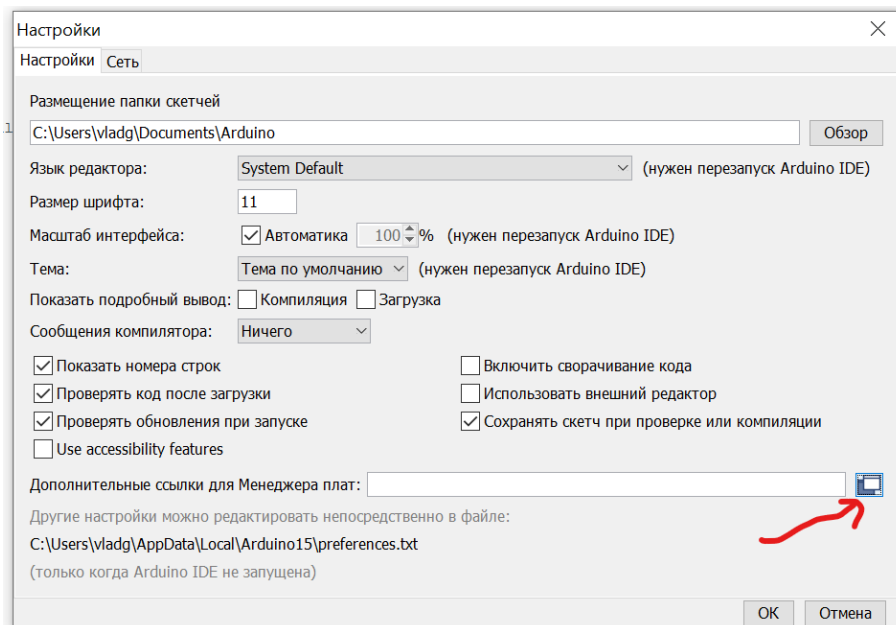 Настройки
Настройки Сеть
Размещение папки скетчей
C:\Users\vladg\Documents\Arduino Обзор
Язык редактора: System Default (нужен перезапуск Arduino IDE)
Размер шрифта: 11
Масштаб интерфейса: Автоматика 100 % (нужен перезапуск Arduino IDE)
Тема: Тема по умолчанию (нужен перезапуск Arduino IDE)
Показать подробный вывод: Компиляция Загрузка
Сообщения компилятора: Ничего
Показать номера строк Включить сворачивание кода
Проверять код после загрузки Использовать внешний редактор
Проверять обновления при запуске Сохранять скетч при проверке или компиляции
Use accessibility features
Дополнительные ссылки для Менеджера плат:
Другие настройки можно редактировать непосредственно в файле:
C:\Users\vladg\AppData\Local\Arduino15\preferences.txt
(только когда Arduino IDE не запущена)
ОК Отмена